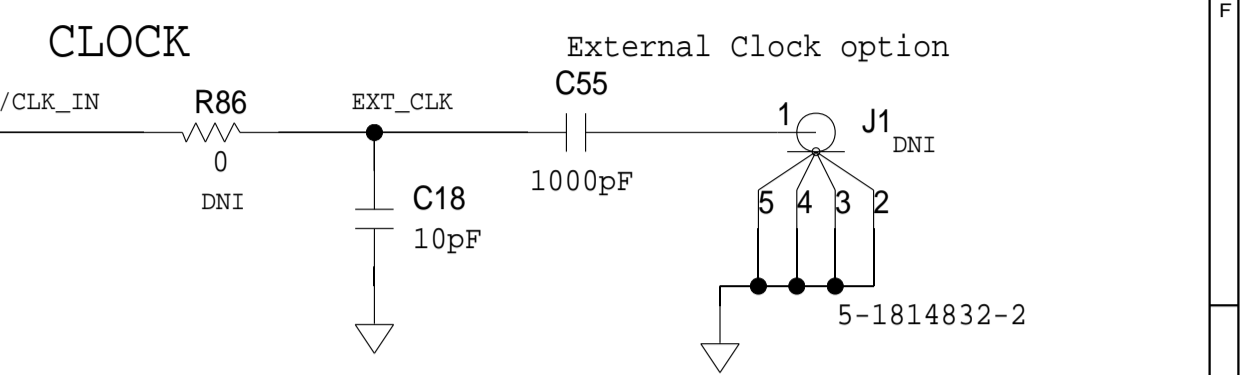 F
CLOCK
External Clock option
C55
/CLK_IN
R86
EXT_CLK
1
J1
DNI
0
1000pF
DNI
C18
10pF
5
4
3
2
5-1814832-2